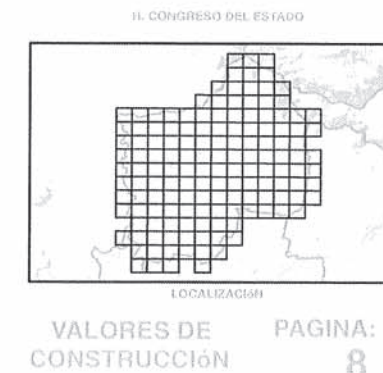 H. CONGRESO DEL ESTADO
LOCALIZACIóN
VALORES DE
CONSTRUCCIóN
PAGINA:
8